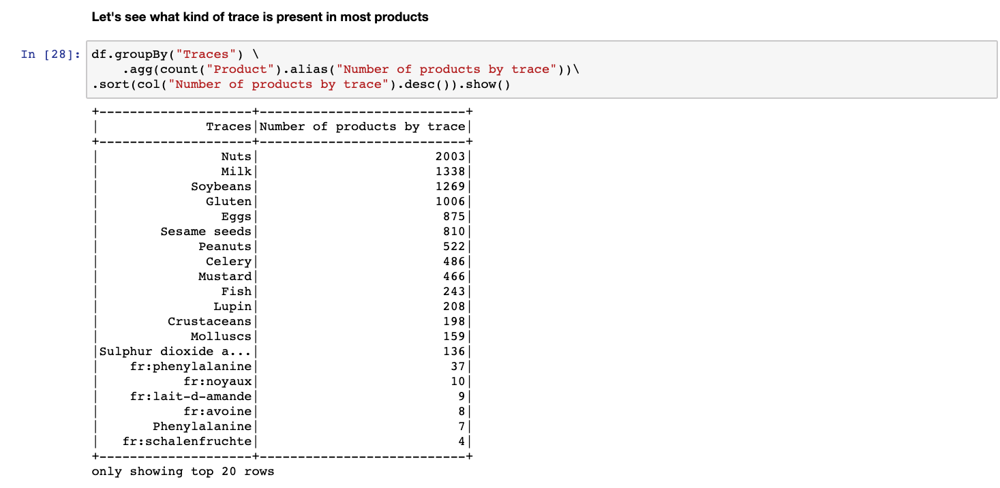 Let's see what kind of trace is present in most products
In [28]: df.groupBy("Traces") \
    .agg(count("Product").alias("Number of products by trace"))\
.sort(col("Number of products by trace").desc()).show()
+--------------------+---------------------------+
|              Traces|Number of products by trace|
+--------------------+---------------------------+
|                Nuts|                       2003|
|                Milk|                       1338|
|            Soybeans|                       1269|
|              Gluten|                       1006|
|                Eggs|                        875|
|        Sesame seeds|                        810|
|             Peanuts|                        522|
|              Celery|                        486|
|             Mustard|                        466|
|                Fish|                        243|
|               Lupin|                        208|
|         Crustaceans|                        198|
|            Molluscs|                        159|
|Sulphur dioxide a...|                        136|
|    fr:phenylalanine|                         37|
|           fr:noyaux|                         10|
|    fr:lait-d-amande|                          9|
|           fr:avoine|                          8|
|       Phenylalanine|                          7|
|   fr:schalenfruchte|                          4|
+--------------------+---------------------------+
only showing top 20 rows